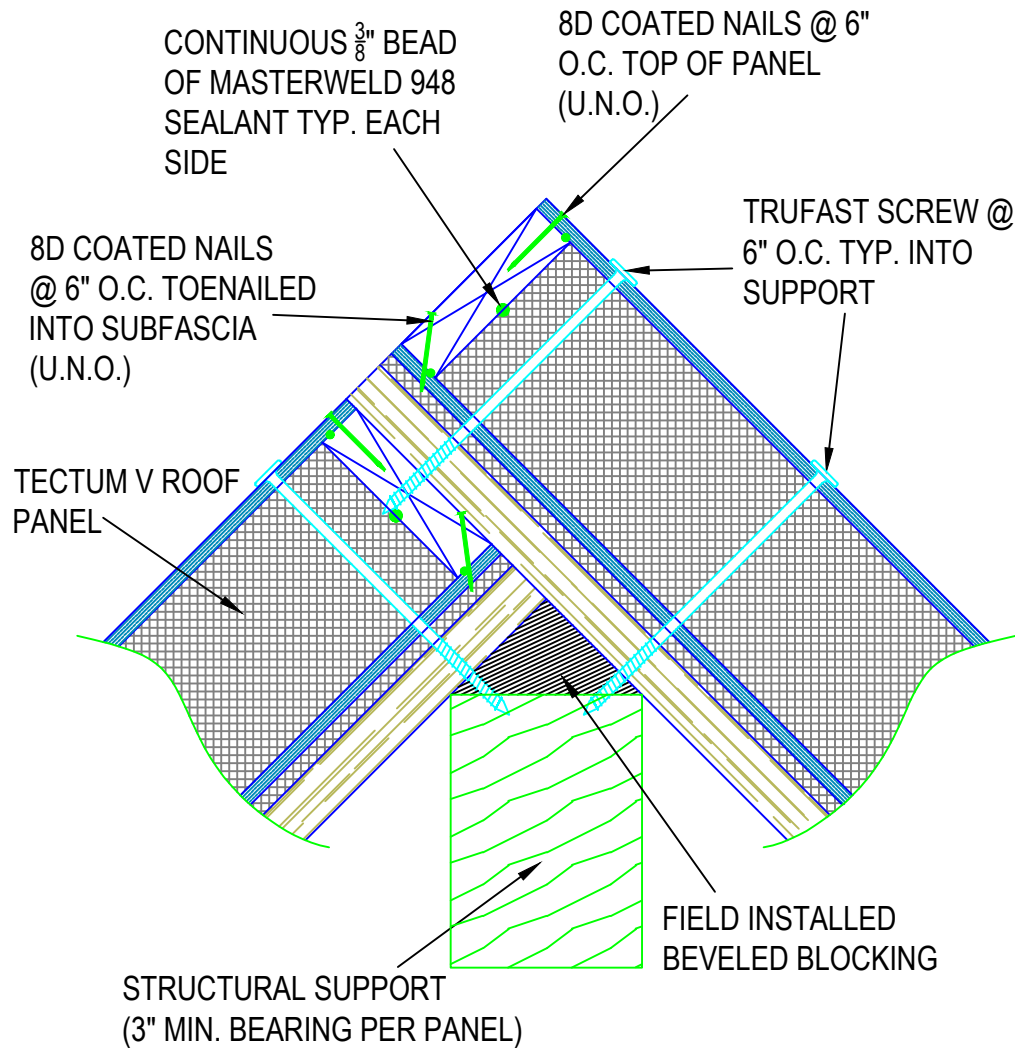 CONTINUOUS 3/8" BEAD
OF MASTERWELD 948
SEALANT TYP. EACH
SIDE
8D COATED NAILS @ 6"
O.C. TOP OF PANEL
(U.N.O.)
TRUFAST SCREW @
6" O.C. TYP. INTO
SUPPORT
8D COATED NAILS
@ 6" O.C. TOENAILED
INTO SUBFASCIA
(U.N.O.)
TECTUM V ROOF
PANEL
FIELD INSTALLED
BEVELED BLOCKING
STRUCTURAL SUPPORT
(3" MIN. BEARING PER PANEL)